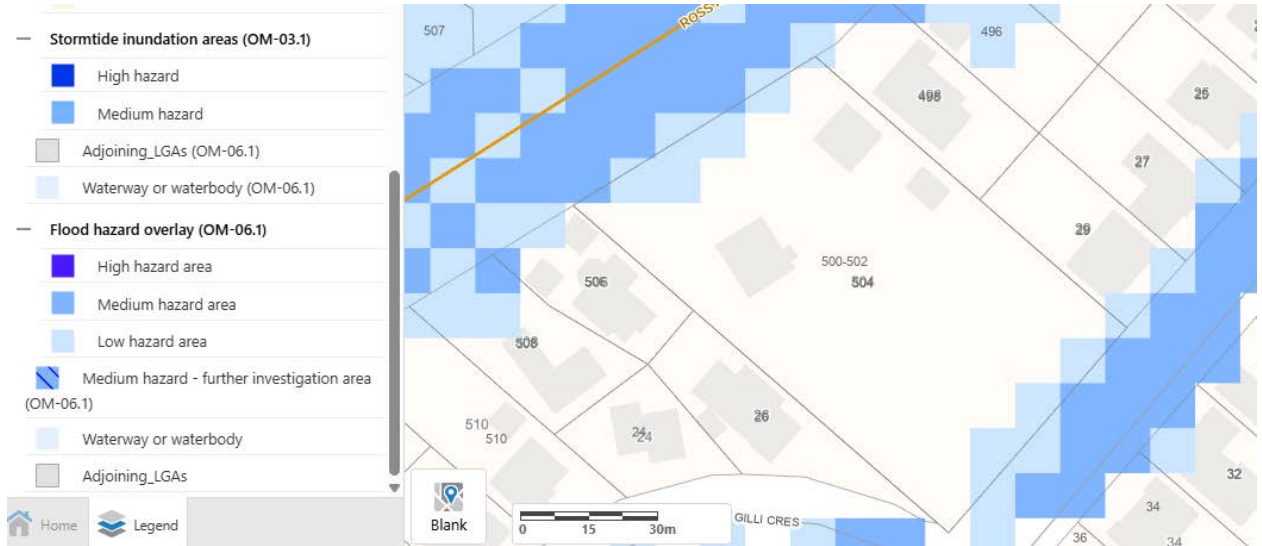 Stormtide inundation areas (OM-03.1)
High hazard
Medium hazard
Adjoining_LGAs (OM-06.1)
Waterway or waterbody (OM-06.1)
Flood hazard overlay (OM-06.1)
High hazard area
Medium hazard area
Low hazard area
Medium hazard - further investigation area
(OM-06.1)
Waterway or waterbody
Adjoining_LGAs
Home
Legend
507
496
498
25
27
29
500-502
504
506
508
510
510
24
24
26
32
34
34
36
GILLI CRES
Blank
0 15 30m